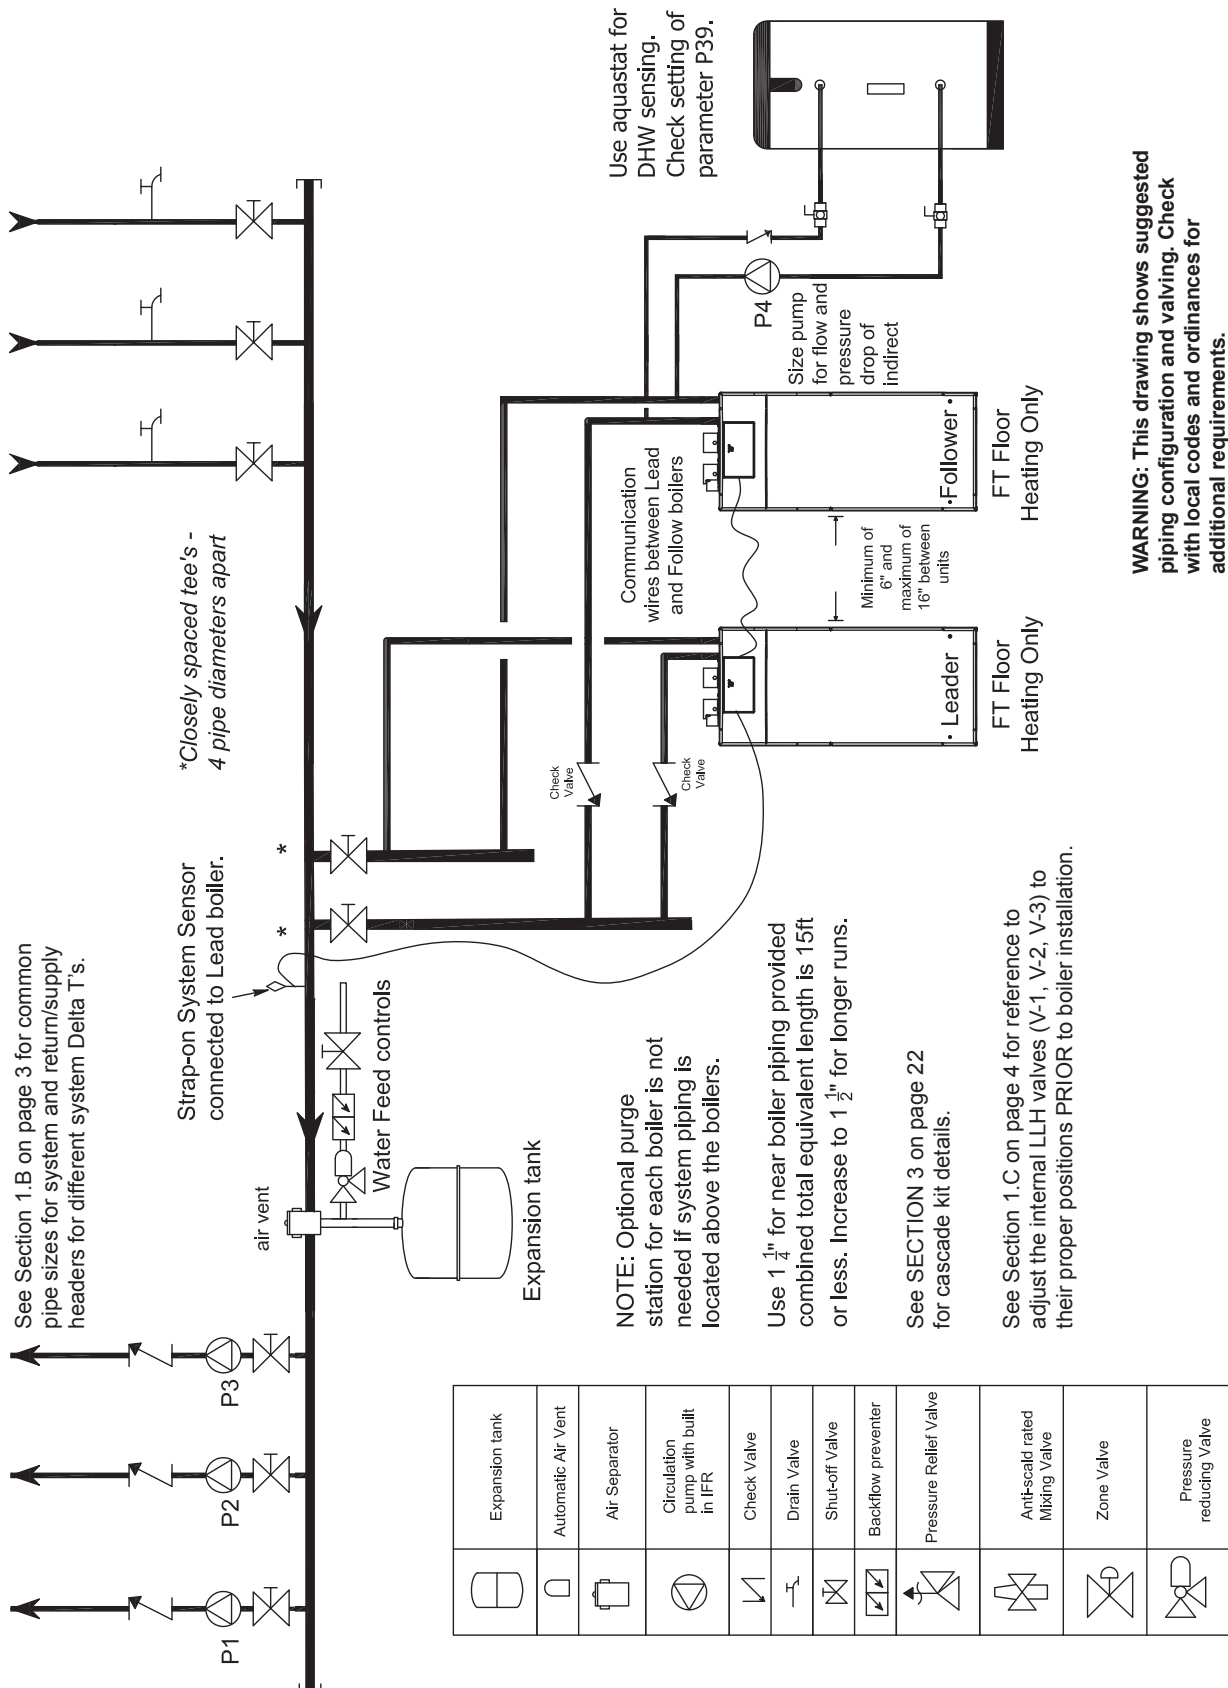 See Section 1.B on page 3 for common
pipe sizes for system and return/supply
headers for different system Delta T's.
P1
P2
P3
air vent
Strap-on System Sensor
connected to Lead boiler.
*
*
*Closely spaced tee's -
4 pipe diameters apart
Water Feed controls
Expansion tank
NOTE: Optional purge
station for each boiler is not
needed if system piping is
located above the boilers.
Use 1 1/4" for near boiler piping provided
combined total equivalent length is 15ft
or less. Increase to 1 1/2" for longer runs.
See SECTION 3 on page 22
for cascade kit details.
See Section 1.C on page 4 for reference to
adjust the internal LLH valves (V-1, V-2, V-3) to
their proper positions PRIOR to boiler installation.
Check
Valve
Check
Valve
Communication
wires between Lead
and Follow boilers
Leader
FT Floor
Heating Only
Minimum of
6" and
maximum of
16" between
units
Follower
FT Floor
Heating Only
P4
Size pump
for flow and
pressure
drop of
indirect
Use aquastat for
DHW sensing.
Check setting of
parameter P39.
WARNING: This drawing shows suggested
piping configuration and valving. Check
with local codes and ordinances for
additional requirements.
Expansion tank
Automatic Air Vent
Air Separator
Circulation
pump with built
in IFR
Check Valve
Drain Valve
Shut-off Valve
Backflow preventer
Pressure Relief Valve
Anti-scald rated
Mixing Valve
Zone Valve
Pressure
reducing Valve